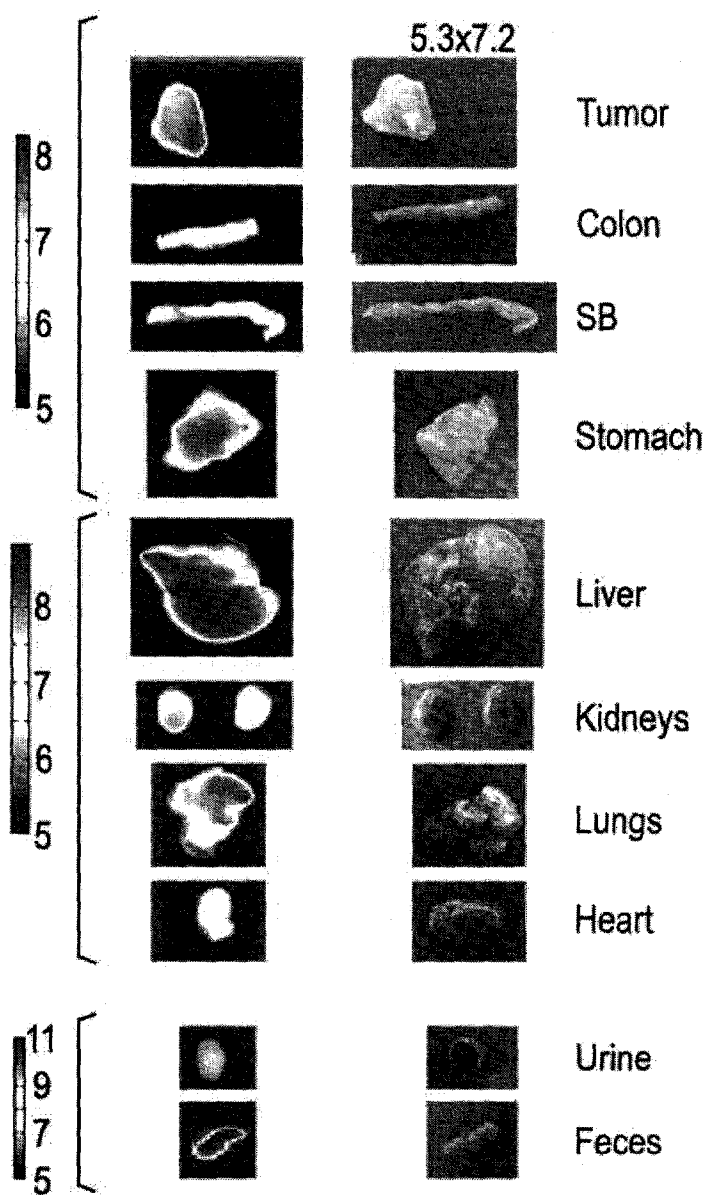 5.3x7.2
Tumor
8
Colon
7
SB
6
5
Stomach
Liver
8
7
Kidneys
6
Lungs
5
Heart
11
Urine
9
7
Feces
5